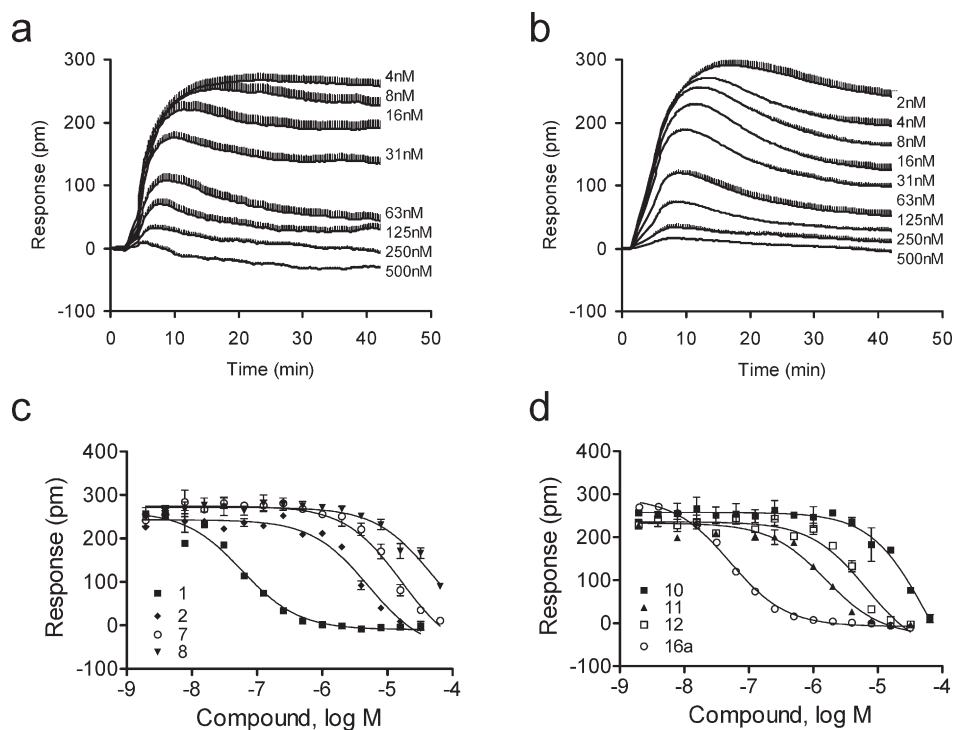 a
300
200
100
0
-100
Response (pm)
0 10 20 30 40 50
Time (min)
4nM
8nM
16nM
31nM
63nM
125nM
250nM
500nM
b
300
200
100
0
-100
Response (pm)
0 10 20 30 40 50
Time (min)
2nM
4nM
8nM
16nM
31nM
63nM
125nM
250nM
500nM
c
400
300
200
100
0
-100
Response (pm)
1
2
7
8
-9 -8 -7 -6 -5 -4
Compound, log M
d
400
300
200
100
0
-100
Response (pm)
10
11
12
16a
-9 -8 -7 -6 -5 -4
Compound, log M